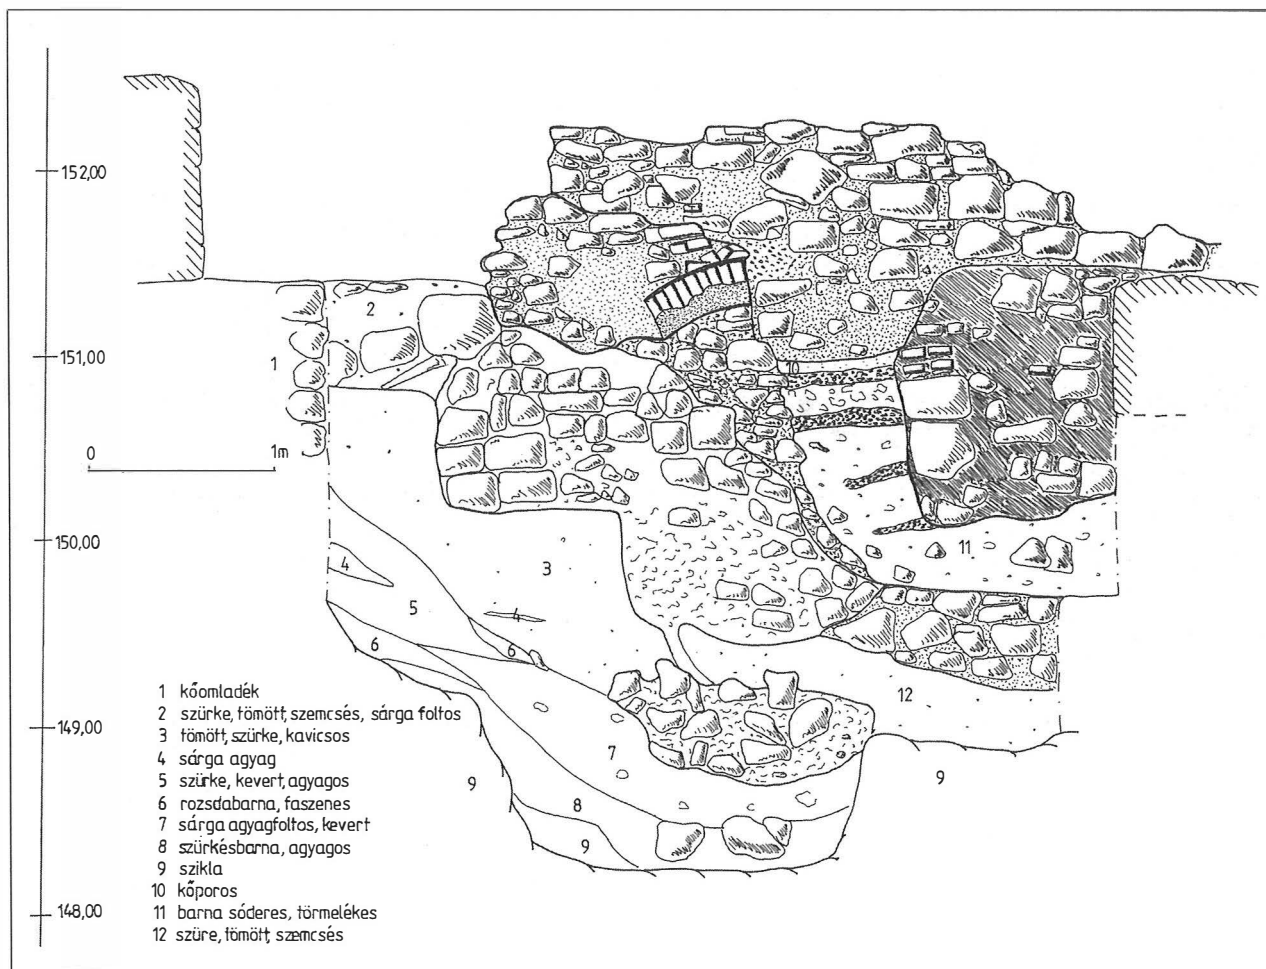 152,00
2
151,00
1
0 1m
150,00
11
4
3
5
4
6
6
12
149,00
7
9
9
8
9
148,00
1 kőomladék
2 szürke, tömött, szemcsés, sárga foltos
3 tömött, szürke, kavicsos
4 sárga agyag
5 szürke, kevert, agyagos
6 rozsdabarna, faszenes
7 sárga agyagfoltos, kevert
8 szürkésbarna, agyagos
9 szikla
10 kőporos
11 barna sóderes, törmelékes
12 szüre, tömött, szemcsés